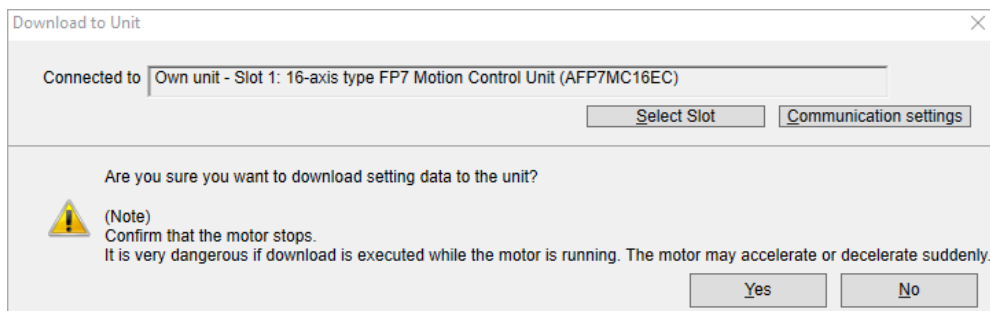 Download to Unit
Connected to Own unit - Slot 1: 16-axis type FP7 Motion Control Unit (AFP7MC16EC)
Select Slot Communication settings
Are you sure you want to download setting data to the unit?
(Note)
Confirm that the motor stops.
It is very dangerous if download is executed while the motor is running. The motor may accelerate or decelerate suddenly.
Yes No